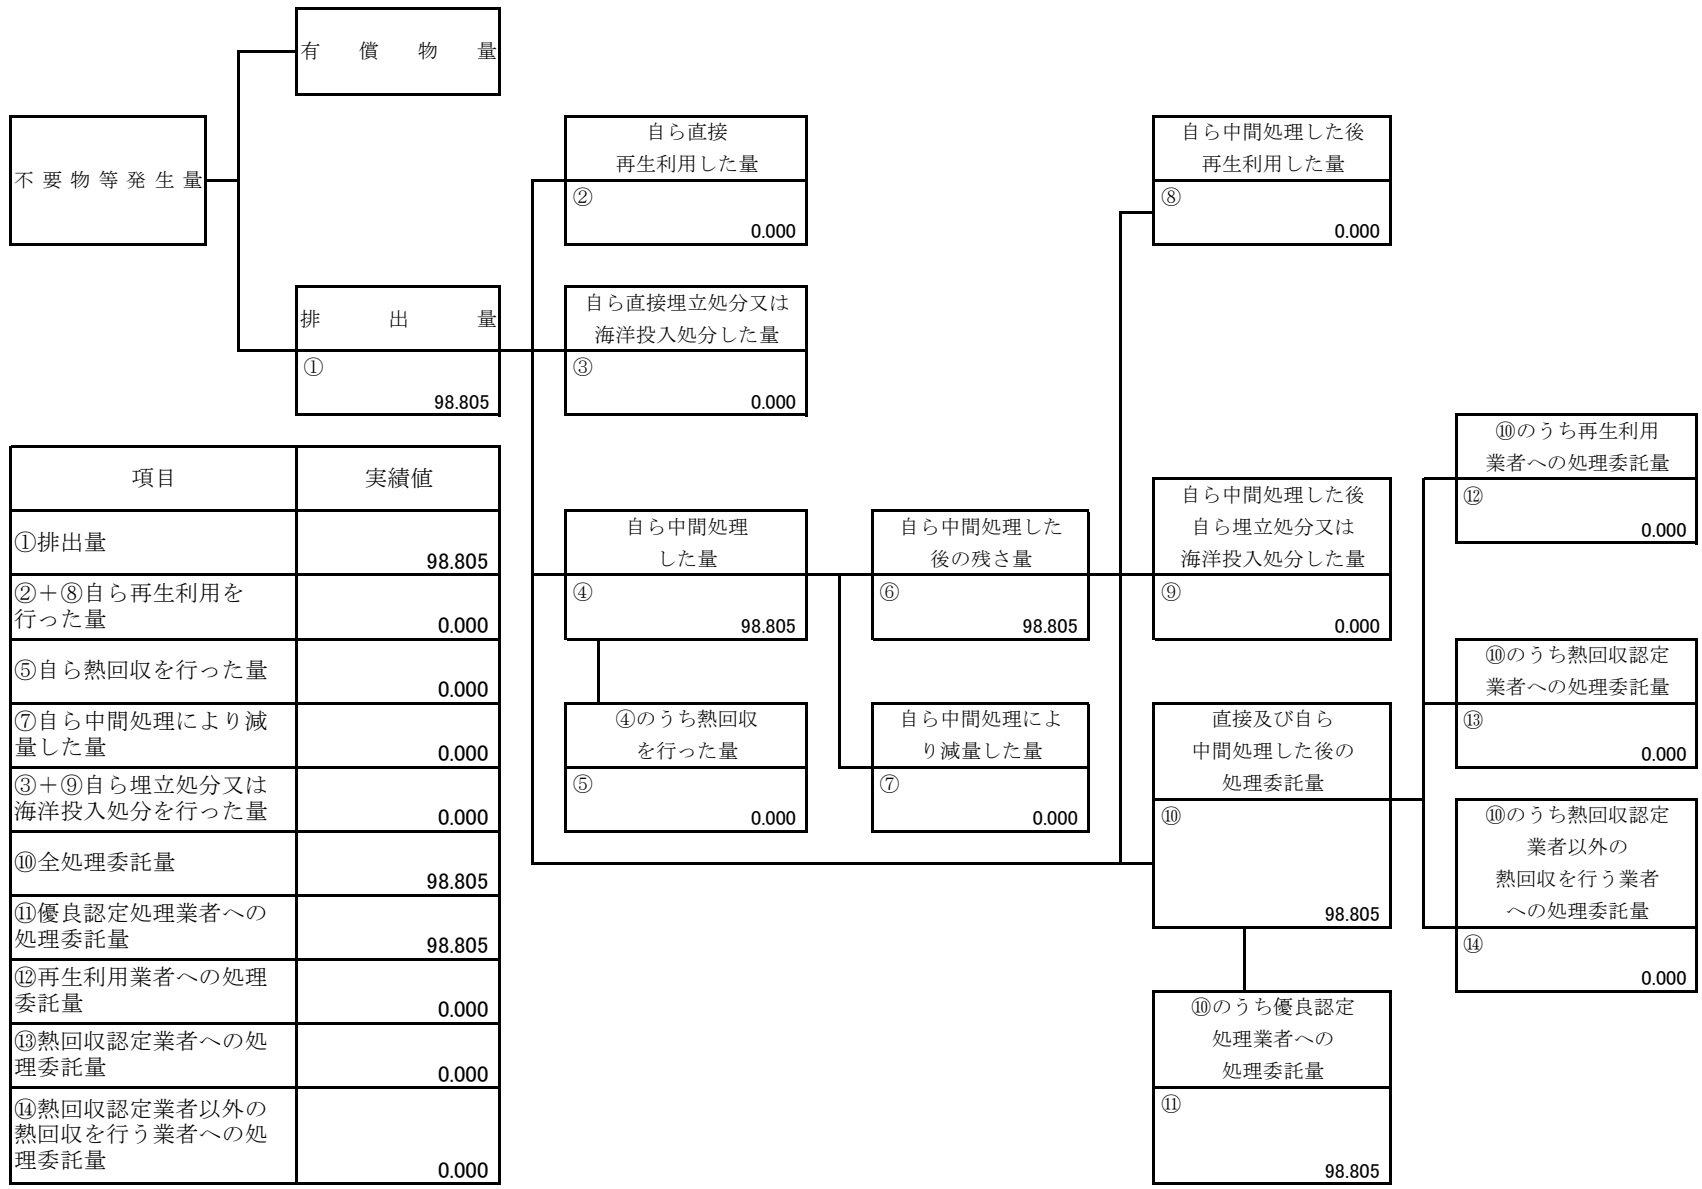 有償物量
不要物等発生量
排出量
①
98.805
自ら直接
再生利用した量
②
0.000
自ら直接埋立処分又は
海洋投入処分した量
③
0.000
自ら中間処理
した量
④
98.805
④のうち熱回収
を行った量
⑤
0.000
自ら中間処理した
後の残さ量
⑥
98.805
自ら中間処理によ
り減量した量
⑦
0.000
自ら中間処理した後
再生利用した量
⑧
0.000
自ら中間処理した後
自ら埋立処分又は
海洋投入処分した量
⑨
0.000
直接及び自ら
中間処理した後の
処理委託量
⑩
98.805
⑩のうち優良認定
処理業者への
処理委託量
⑪
98.805
⑩のうち再生利用
業者への処理委託量
⑫
0.000
⑩のうち熱回収認定
業者への処理委託量
⑬
0.000
⑩のうち熱回収認定
業者以外の
熱回収を行う業者
への処理委託量
⑭
0.000
項目 実績値
①排出量
98.805
②+⑧自ら再生利用を
行った量
0.000
⑤自ら熱回収を行った量
0.000
⑦自ら中間処理により減
量した量
0.000
③+⑨自ら埋立処分又は
海洋投入処分を行った量
0.000
⑩全処理委託量
98.805
⑪優良認定処理業者への
処理委託量
98.805
⑫再生利用業者への処理
委託量
0.000
⑬熱回収認定業者への処
理委託量
0.000
⑭熱回収認定業者以外の
熱回収を行う業者への処
理委託量
0.000